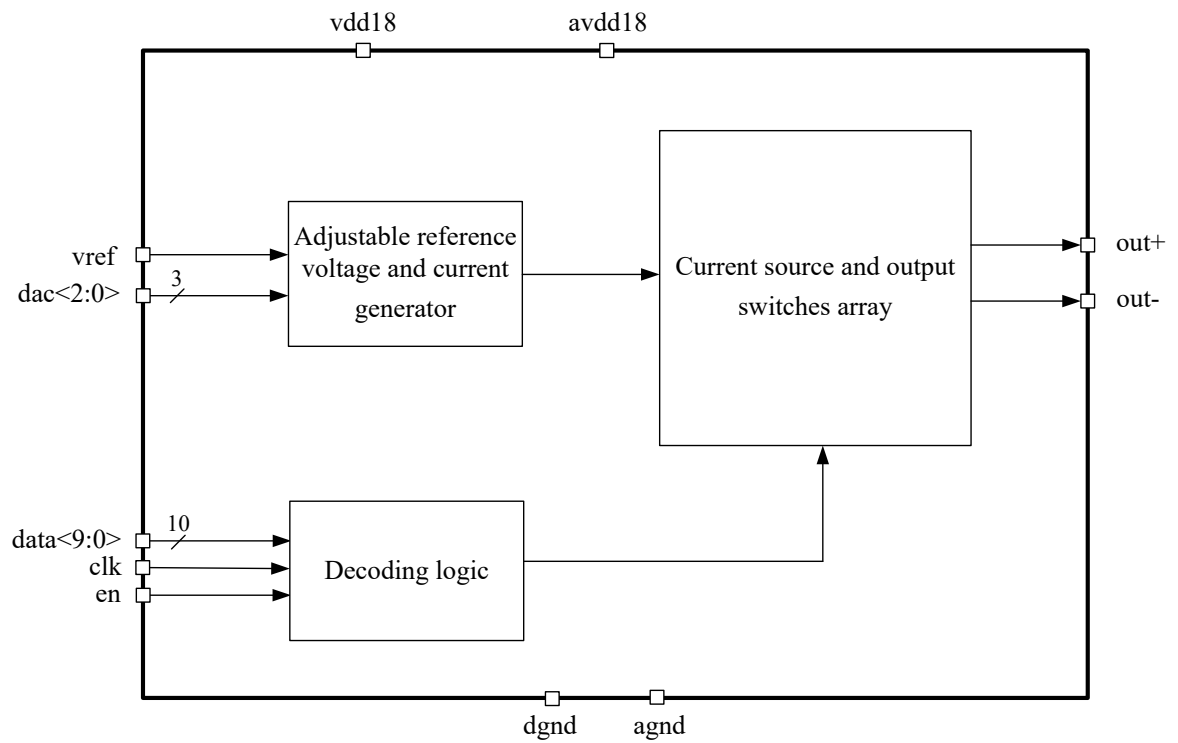 vdd18
avdd18
Adjustable reference
voltage and current
generator
Current source and output
switches array
vref
dac<2:0>
3
out+
out-
data<9:0>
10
clk
en
Decoding logic
dgnd
agnd